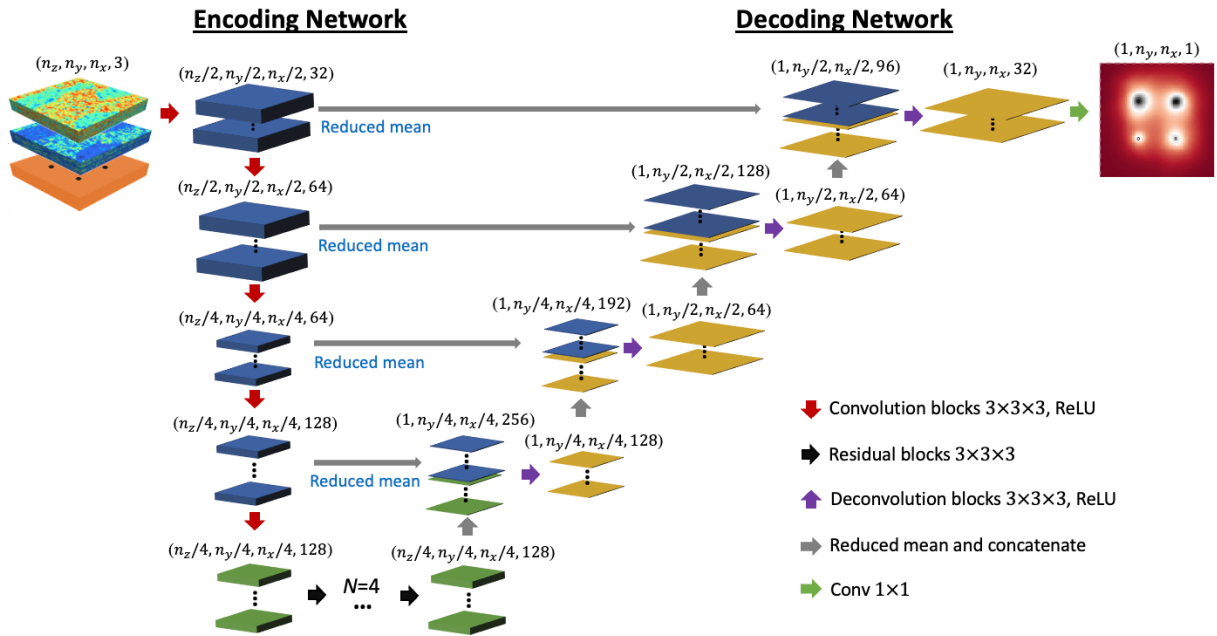 Encoding Network
Decoding Network
(n_z, n_y, n_x, 3)
(n_z/2, n_y/2, n_x/2, 32)
(1, n_y/2, n_x/2, 96)
(1, n_y, n_x, 32)
(1, n_y, n_x, 1)
Reduced mean
(n_z/2, n_y/2, n_x/2, 64)
(1, n_y/2, n_x/2, 128)
(1, n_y/2, n_x/2, 64)
Reduced mean
(n_z/4, n_y/4, n_x/4, 64)
(1, n_y/4, n_x/4, 192)
(1, n_y/2, n_x/2, 64)
Reduced mean
(n_z/4, n_y/4, n_x/4, 128)
(1, n_y/4, n_x/4, 256)
(1, n_y/4, n_x/4, 128)
Reduced mean
(n_z/4, n_y/4, n_x/4, 128)
(n_z/4, n_y/4, n_x/4, 128)
N=4
...
Convolution blocks 3×3×3, ReLU
Residual blocks 3×3×3
Deconvolution blocks 3×3×3, ReLU
Reduced mean and concatenate
Conv 1×1